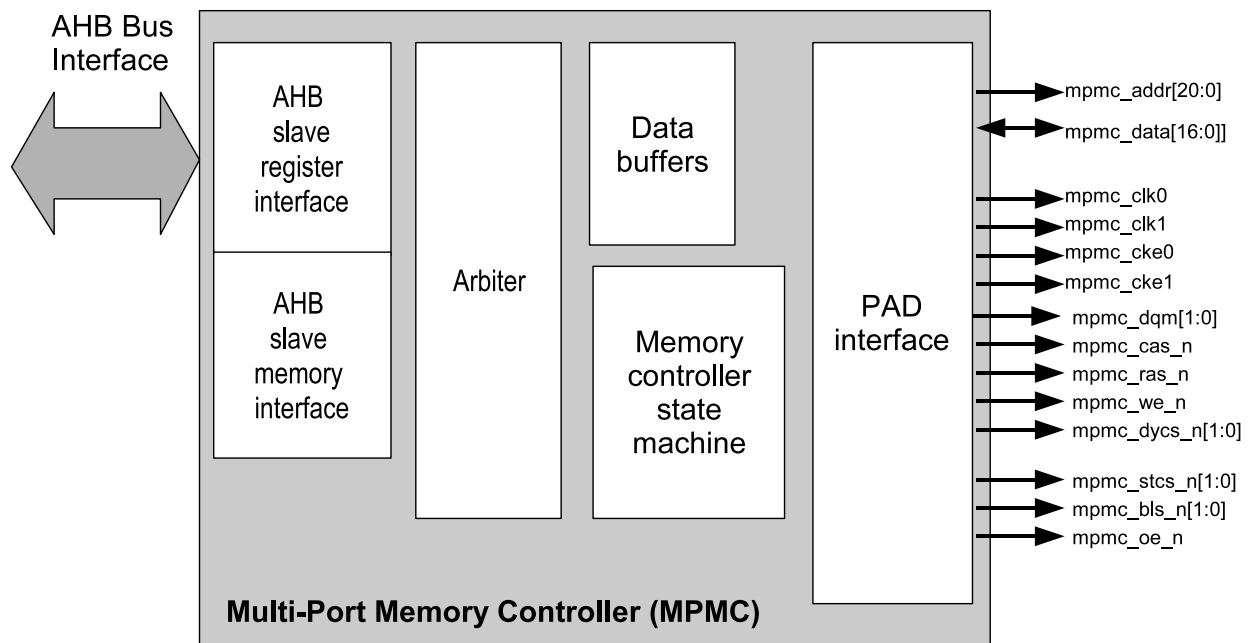 AHB Bus
Interface
AHB
slave
register
interface
AHB
slave
memory
interface
Arbiter
Data
buffers
Memory
controller
state
machine
PAD
interface
mpmc_addr[20:0]
mpmc_data[16:0]]
mpmc_clk0
mpmc_clk1
mpmc_cke0
mpmc_cke1
mpmc_dqm[1:0]
mpmc_cas_n
mpmc_ras_n
mpmc_we_n
mpmc_dycs_n[1:0]
mpmc_stcs_n[1:0]
mpmc_bls_n[1:0]
mpmc_oe_n
Multi-Port Memory Controller (MPMC)